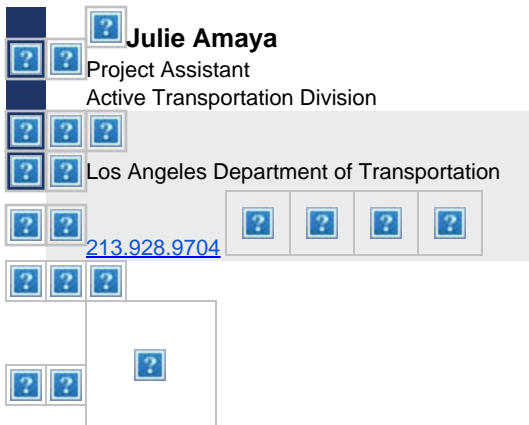 Julie Amaya
Project Assistant
Active Transportation Division
Los Angeles Department of Transportation
213.928.9704